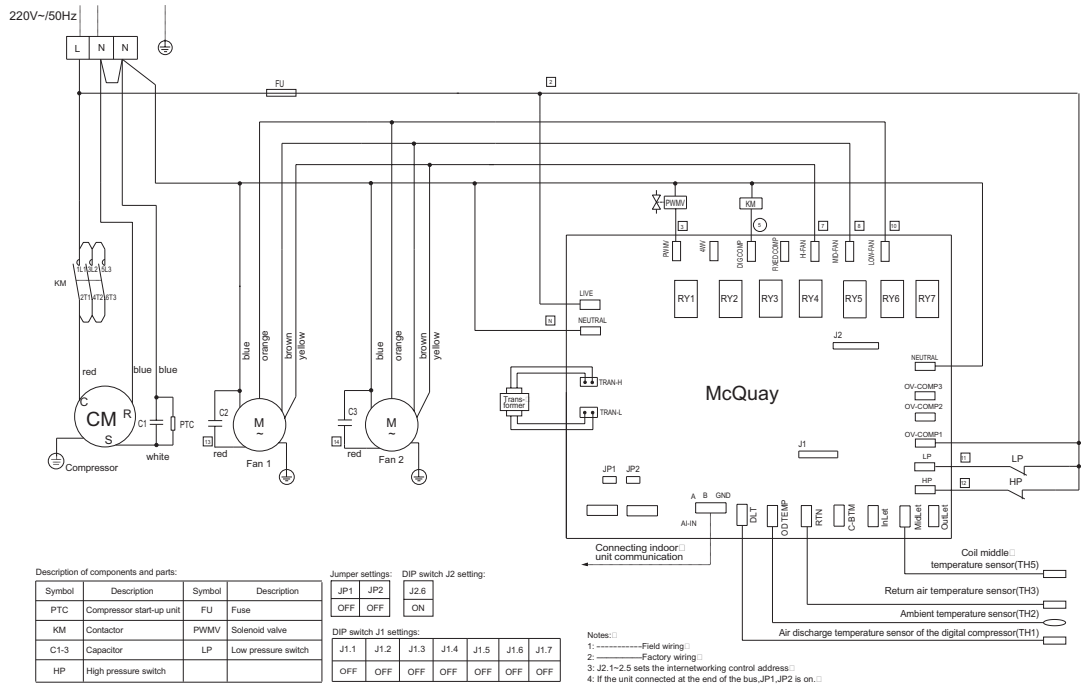 220V~/50Hz
L N N
FU
2
PWMV
KM
3
5
7
8
10
PWMV
4WV
DIGCOMP
FIXEDCOMP
H-FAN
MID-FAN
LOW-FAN
1L1 3L2 5L3
KM
2T1 4T2 6T3
LIVE
RY1 RY2 RY3 RY4 RY5 RY6 RY7
N
NEUTRAL
J2
blue
orange
brown
yellow
blue
orange
brown
yellow
NEUTRAL
red
blue
blue
TRAN-H
Trans-
former
TRAN-L
McQuay
OV-COMP3
OV-COMP2
C
CM
R
S
C1
PTC
C2
M
~
C3
M
~
OV-COMP1
J1
13
14
red
red
white
Fan 1
Fan 2
Compressor
LP
11
LP
HP
12
HP
JP1 JP2
A B GND
AI-IN
DLT
OD TEMP
RTN
C-BTM
InLet
MidLet
OutLet
Connecting indoor
unit communication
Coil middle
temperature sensor(TH5)
Return air temperature sensor(TH3)
Ambient temperature sensor(TH2)
Air discharge temperature sensor of the digital compressor(TH1)
Description of components and parts:
Symbol Description Symbol Description
PTC Compressor start-up unit FU Fuse
KM Contactor PWMV Solenoid valve
C1-3 Capacitor LP Low pressure switch
HP High pressure switch
Jumper settings:
JP1 JP2
OFF OFF
DIP switch J2 setting:
J2.6
ON
DIP switch J1 settings:
J1.1 J1.2 J1.3 J1.4 J1.5 J1.6 J1.7
OFF OFF OFF OFF OFF OFF OFF
Notes:
1: -----------Field wiring
2: ————Factory wiring
3: J2.1~2.5 sets the internetworking control address
4: If the unit connected at the end of the bus,JP1,JP2 is on.